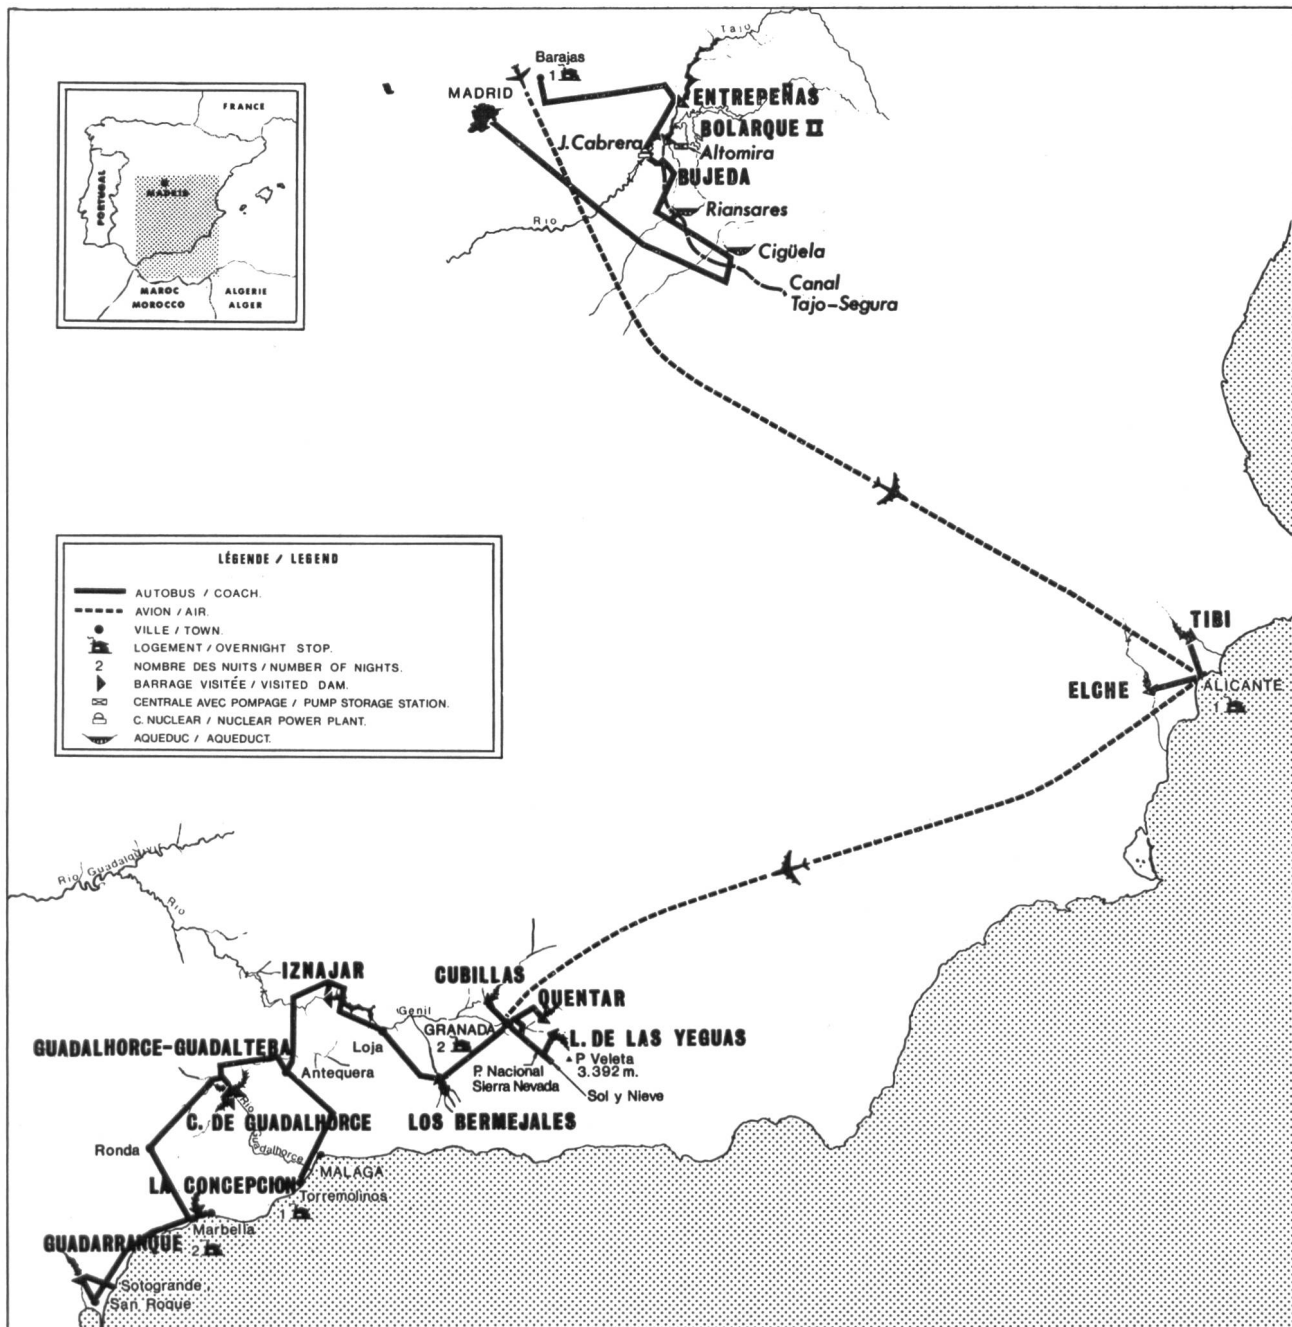 FRANCE
PORTUGAL
MADRID
MAROC
MOROCCO
ALGERIE
ALGER
Tajo
Barajas
1
MADRID
ENTREPEÑAS
BOLARQUE II
J. Cabrera
Altomira
BUJEDA
Riansares
Rio
Cigüela
Canal
Tajo-Segura
LÉGENDE / LEGEND
AUTOBUS / COACH.
AVION / AIR.
VILLE / TOWN.
LOGEMENT / OVERNIGHT STOP.
2 NOMBRE DES NUITS / NUMBER OF NIGHTS.
BARRAGE VISITÉE / VISITED DAM.
CENTRALE AVEC POMPAGE / PUMP STORAGE STATION.
C. NUCLEAR / NUCLEAR POWER PLANT.
AQUEDUC / AQUEDUCT.
TIBI
ELCHE
ALICANTE
1
Rio Guadalquivir
Rio
Genil
IZNAJAR
CUBILLAS
QUENTAR
GRANADA
2
L. DE LAS YEGUAS
P. Veleta
3.392 m.
P. Nacional
Sierra Nevada
Sol y Nieve
Loja
GUADALHORCE-GUADALTEBA
Antequera
C. DE GUADALHORCE
LOS BERMEJALES
Rio Guadalhorce
Ronda
MALAGA
LA CONCEPCION
Torremolinos
1
Marbella
2
GUADARRANQUE
Sotogrande
San Roque